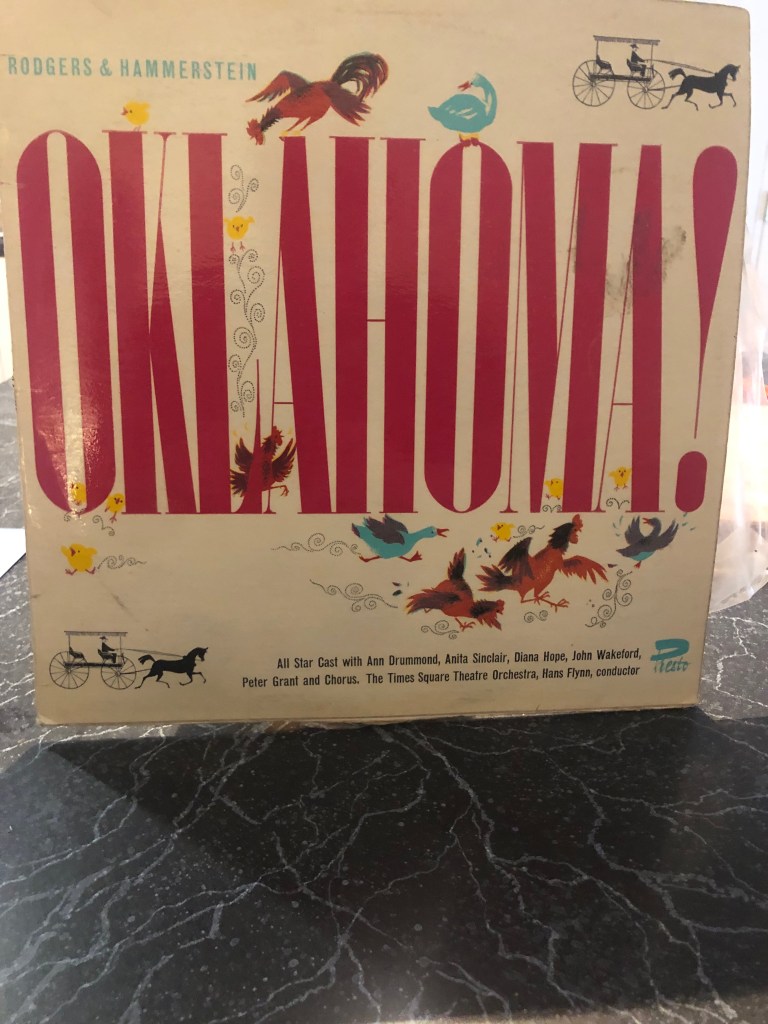 RODGERS & HAMMERSTEIN
OKLAHOMA!
All Star Cast with Ann Drummond, Anita Sinclair, Diana Hope, John Wakeford,
Peter Grant and Chorus. The Times Square Theatre Orchestra, Hans Flynn, conductor
Presto